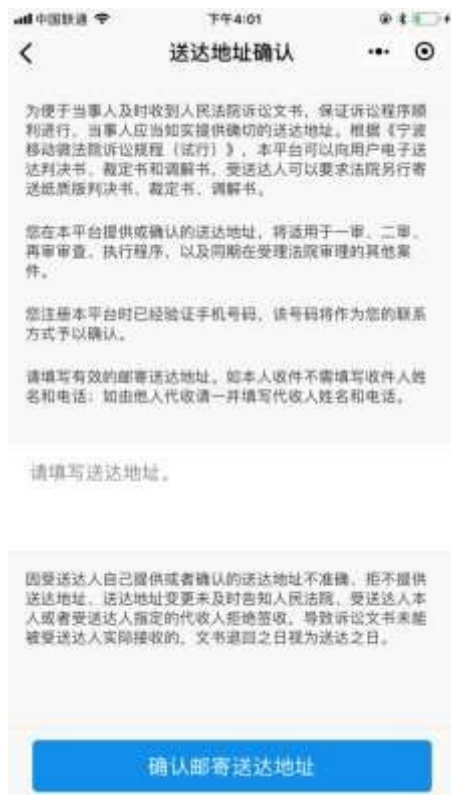 中国联通 下午4:01
送达地址确认
为便于当事人及时收到人民法院诉讼文书，保证诉讼程序顺
利进行，当事人应当如实提供确切的送达地址。根据《宁波
移动微法院诉讼规程（试行）》，本平台可以向用户电子送
达判决书、裁定书和调解书，受送达人可以要求法院另行寄
送纸质版判决书、裁定书、调解书。
您在本平台提供或确认的送达地址，将适用于一审、二审、
再审审查、执行程序、以及同期在受理法院审理的其他案
件。
您注册本平台时已经验证手机号码，该号码将作为您的联系
方式予以确认。
请填写有效的邮寄送达地址。如本人收件不需填写收件人姓
名和电话；如由他人代收请一并填写代收人姓名和电话。
请填写送达地址。
因受送达人自己提供或者确认的送达地址不准确、拒不提供
送达地址、送达地址变更未及时告知人民法院、受送达人本
人或者受送达人指定的代收人拒绝签收，导致诉讼文书未能
被受送达人实际接收的，文书退回之日视为送达之日。
确认邮寄送达地址